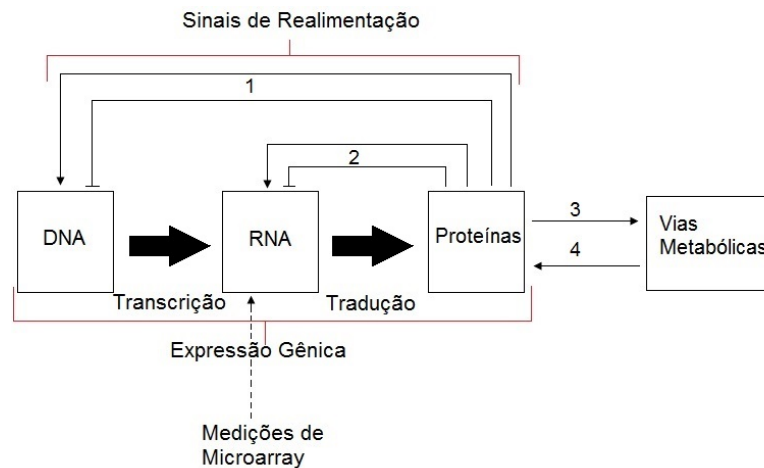 Sinais de Realimentação
1
2
DNA
RNA
Proteínas
3
4
Vias
Metabólicas
Transcrição
Tradução
Expressão Gênica
Medições de
Microarray